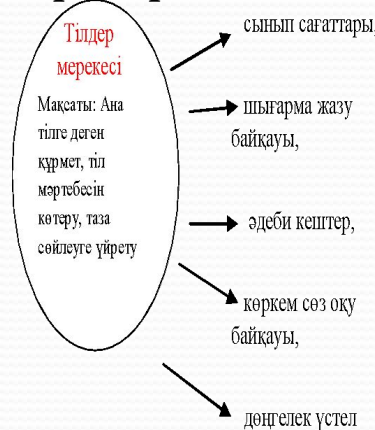 Тілдер
мерекесі
Мақсаты: Ана
тілге деген
құрмет, тіл
мәртебесін
көтеру, таза
сөйлеуге үйрету
сынып сағаттары,
шығарма жазу
байқауы,
әдеби кештер,
көркем сөз оқу
байқауы,
дөңгелек үстел